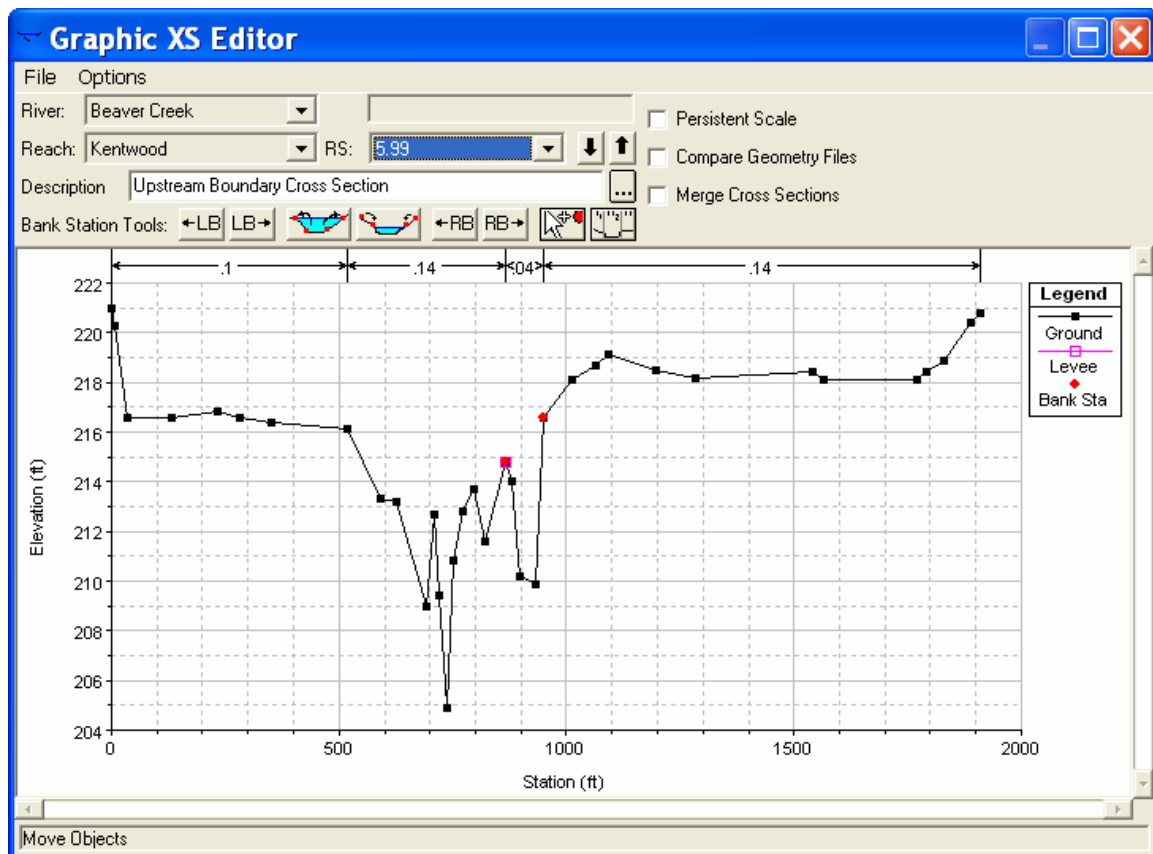 Graphic XS Editor
File Options
River: Beaver Creek
Persistent Scale
Reach: Kentwood RS: 5.99
Compare Geometry Files
Description Upstream Boundary Cross Section ...
Merge Cross Sections
Bank Station Tools: LB LB RB RB
.1 .14 .04 .14
222
220
218
216
214
212
210
208
206
204
Elevation (ft)
0 500 1000 1500 2000
Station (ft)
Legend
Ground
Levee
Bank Sta
Move Objects